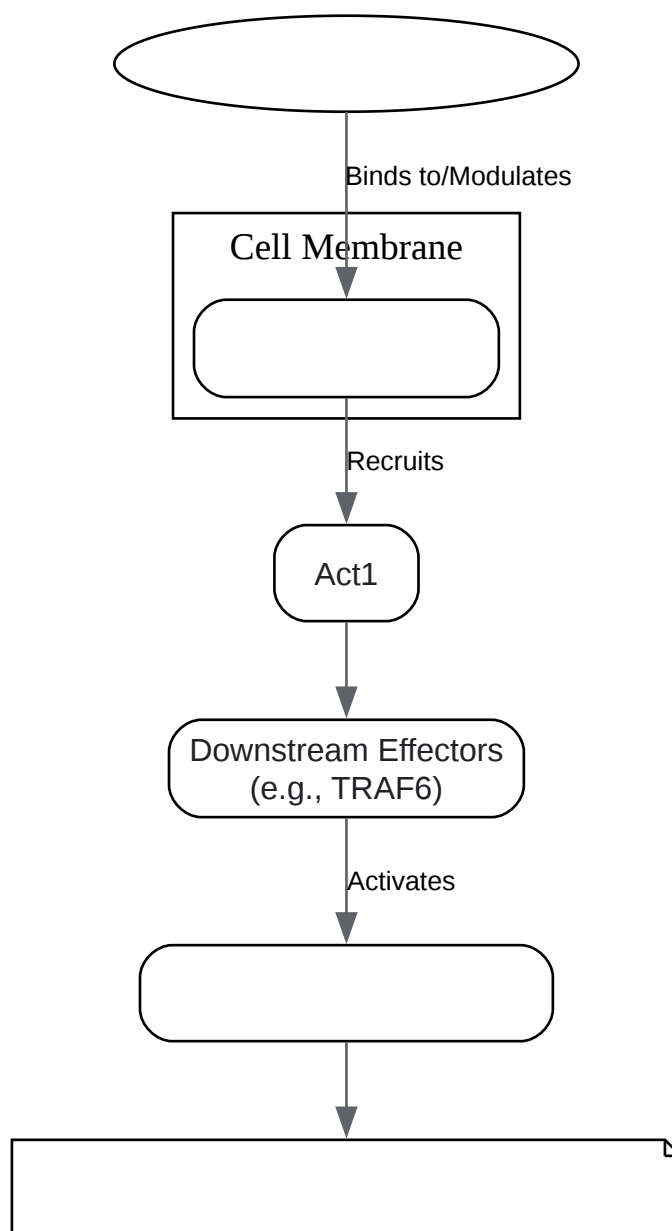 Binds to/Modulates
Cell Membrane
Recruits
Act1
Downstream Effectors
(e.g., TRAF6)
Activates